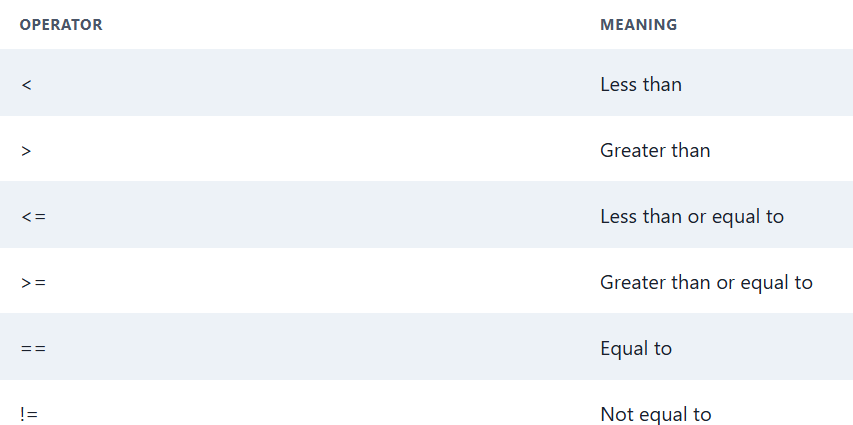 OPERATOR MEANING
< Less than
> Greater than
<= Less than or equal to
>= Greater than or equal to
== Equal to
!= Not equal to